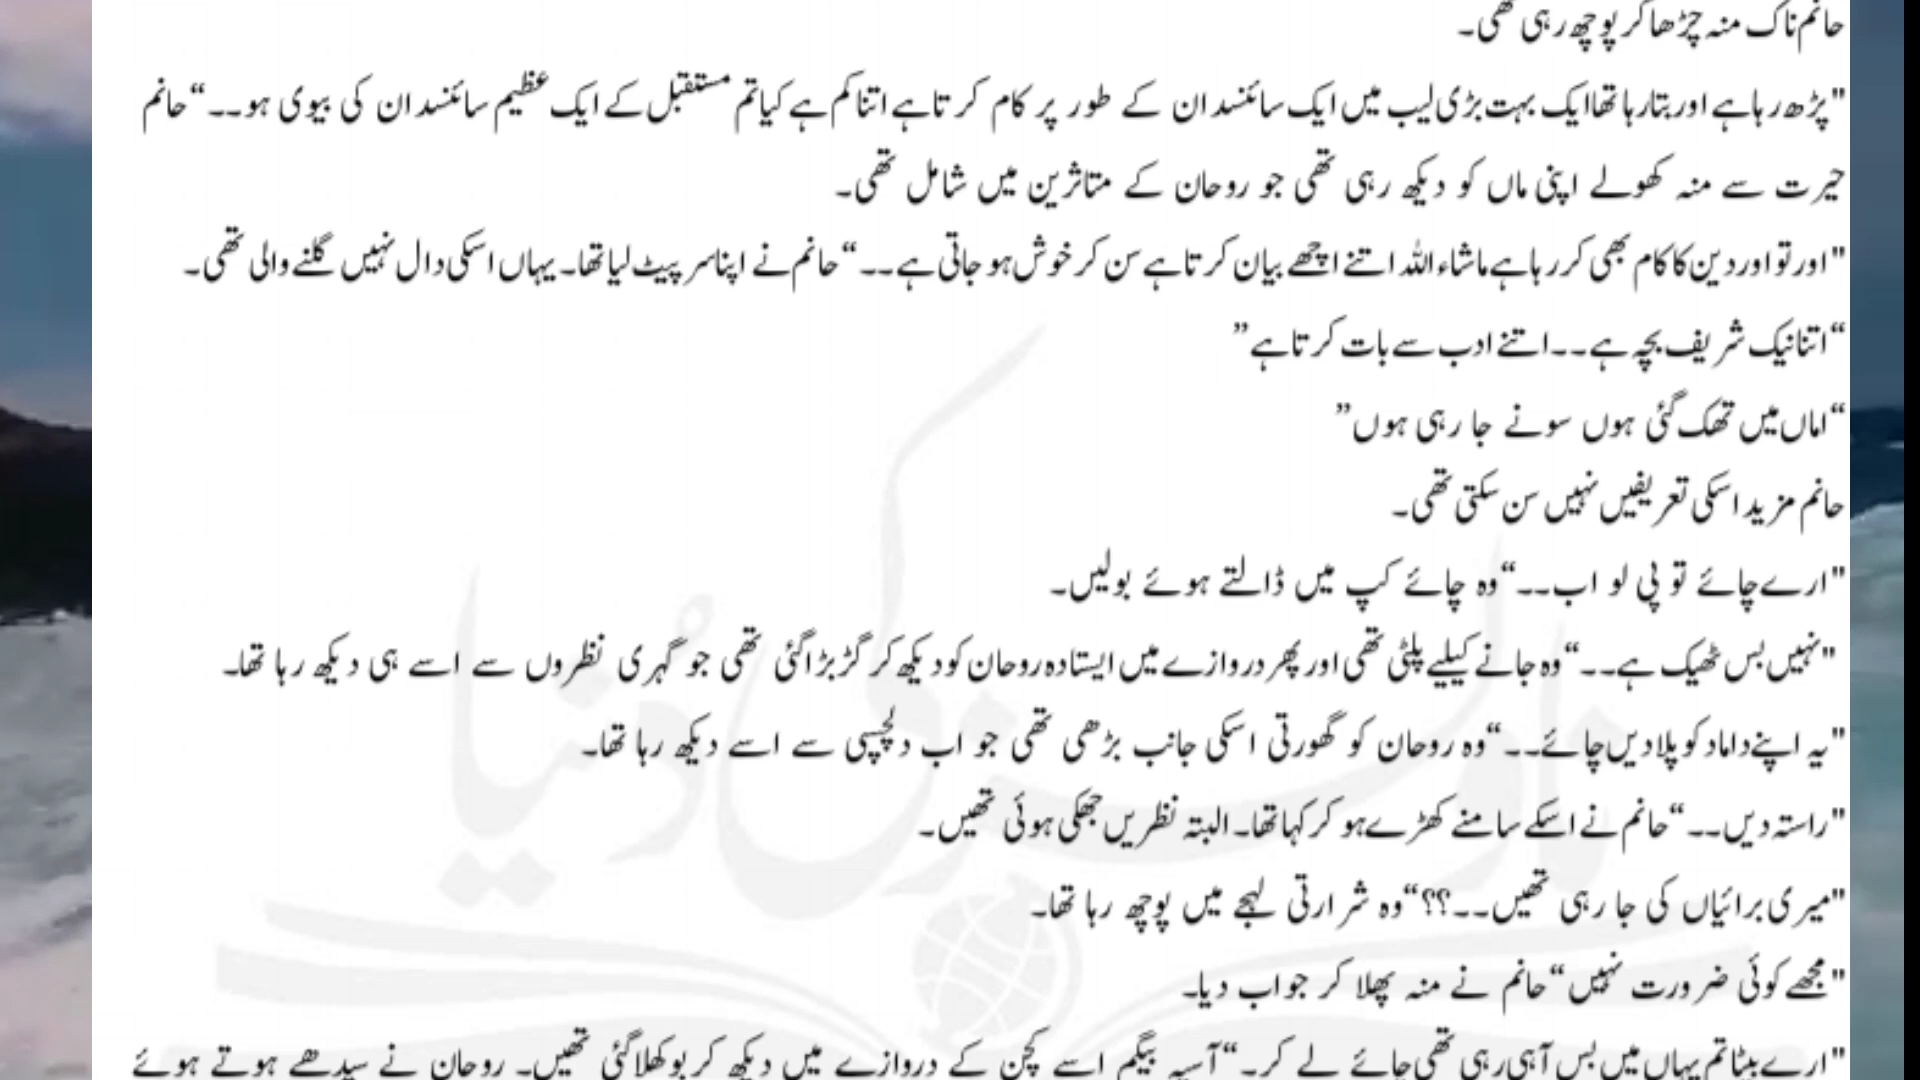 حانم ناک منہ چڑھا کر پوچھ رہی تھی۔
"پڑھ رہا ہے اور بتا رہا تھا ایک بہت بڑی لیب میں ایک سائنسدان کے طور پر کام کرتا ہے اتنا کم ہے کیا تم مستقبل کے ایک عظیم سائنسدان کی بیوی ہو۔۔“ حانم
حیرت سے منہ کھولے اپنی ماں کو دیکھ رہی تھی جو روحان کے متاثرین میں شامل تھی۔
"اور تو اور دین کا کام بھی کر رہا ہے ماشاءاللہ اتنے اچھے بیان کرتا ہے سن کر خوش ہو جاتی ہے۔۔“ حانم نے اپنا سر پیٹ لیا تھا۔ یہاں اسکی دال نہیں گلنے والی تھی۔
“اتنا نیک شریف بچہ ہے۔۔ اتنے ادب سے بات کرتا ہے”
“اماں میں تھک گئی ہوں سونے جا رہی ہوں”
حانم مزید اسکی تعریفیں نہیں سن سکتی تھی۔
"ارے چائے تو پی لو اب۔۔“ وہ چائے کپ میں ڈالتے ہوئے بولیں۔
"نہیں بس ٹھیک ہے۔۔“ وہ جانے کیلیے پلٹی تھی اور پھر دروازے میں ایستادہ روحان کو دیکھ کر گڑبڑا گئی تھی جو گہری نظروں سے اسے ہی دیکھ رہا تھا۔
"یہ اپنے داماد کو پلا دیں چائے۔۔“ وہ روحان کو گھورتی اسکی جانب بڑھی تھی جو اب دلچسپی سے اسے دیکھ رہا تھا۔
"راستہ دیں۔۔“ حانم نے اسکے سامنے کھڑے ہو کر کہا تھا۔ البتہ نظریں جھکی ہوئی تھیں۔
"میری برائیاں کی جا رہی تھیں۔۔؟؟“ وہ شرارتی لہجے میں پوچھ رہا تھا۔
"مجھے کوئی ضرورت نہیں“ حانم نے منہ پھلا کر جواب دیا۔
"ارے بیٹا تم یہاں میں بس آ ہی رہی تھی چائے لے کر۔“ آسیہ بیگم اسے کچن کے دروازے میں دیکھ کر بوکھلا گئی تھیں۔ روحان نے سیدھے ہوتے ہوئے
ناولز کی دُنیا